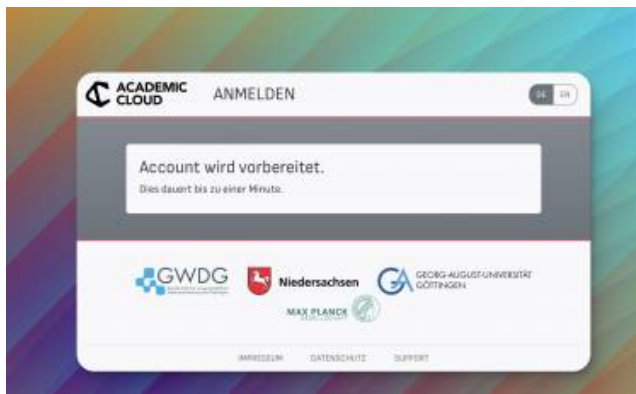 ACADEMIC
CLOUD
ANMELDEN
DE EN
Account wird vorbereitet.
Dies dauert bis zu einer Minute.
GWDG
Niedersachsen
GEORG-AUGUST-UNIVERSITÄT
GÖTTINGEN
MAX PLANCK
IMPRESSUM DATENSCHUTZ SUPPORT